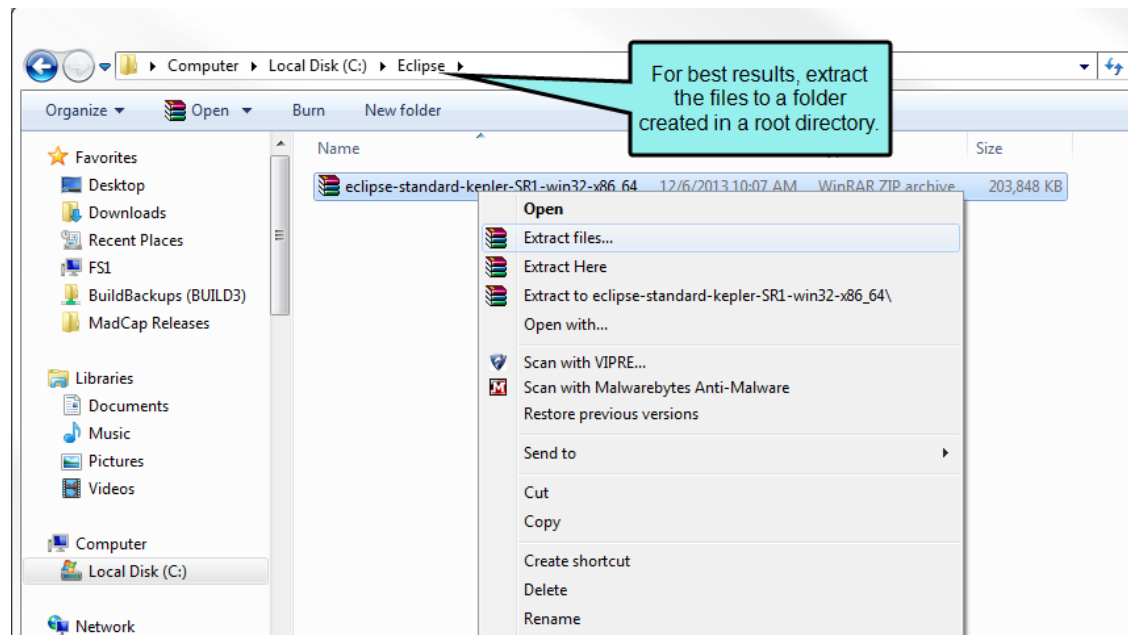 Computer Local Disk (C:) Eclipse
For best results, extract
the files to a folder
created in a root directory.
Organize Open Burn New folder
Name Size
Favorites
Desktop
Downloads
Recent Places
FS1
BuildBackups (BUILD3)
MadCap Releases
Libraries
Documents
Music
Pictures
Videos
Computer
Local Disk (C:)
Network
eclipse-standard-kepler-SR1-win32-x86_64 12/6/2013 10:07 AM WinRAR ZIP archive 203,848 KB
Open
Extract files...
Extract Here
Extract to eclipse-standard-kepler-SR1-win32-x86_64\
Open with...
Scan with VIPRE...
Scan with Malwarebytes Anti-Malware
Restore previous versions
Send to
Cut
Copy
Create shortcut
Delete
Rename